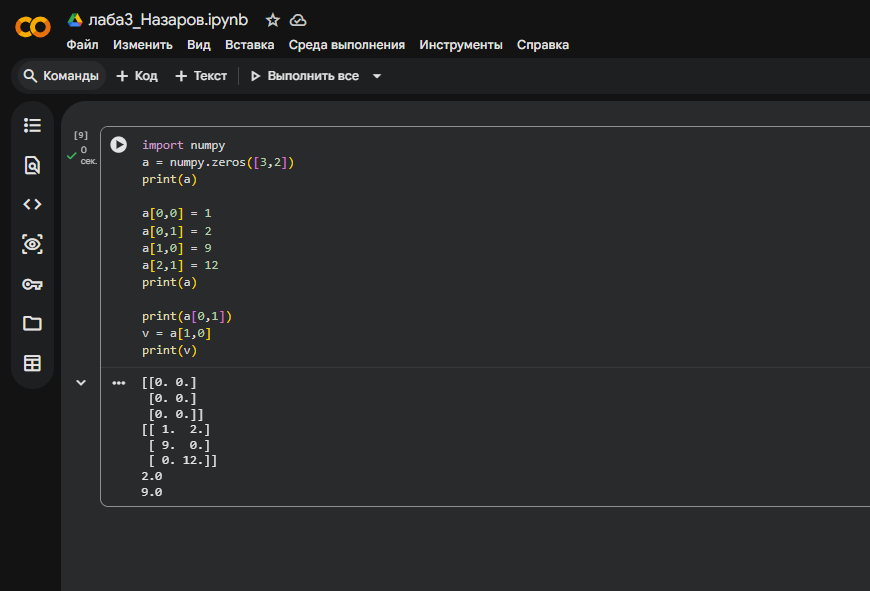 лаба3_Назаров.ipynb
Файл Изменить Вид Вставка Среда выполнения Инструменты Справка
Команды + Код + Текст Выполнить все
[9]
0
сек.
import numpy
a = numpy.zeros([3,2])
print(a)
a[0,0] = 1
a[0,1] = 2
a[1,0] = 9
a[2,1] = 12
print(a)
print(a[0,1])
v = a[1,0]
print(v)
[[0. 0.]
 [0. 0.]
 [0. 0.]]
[[ 1.  2.]
 [ 9.  0.]
 [ 0. 12.]]
2.0
9.0